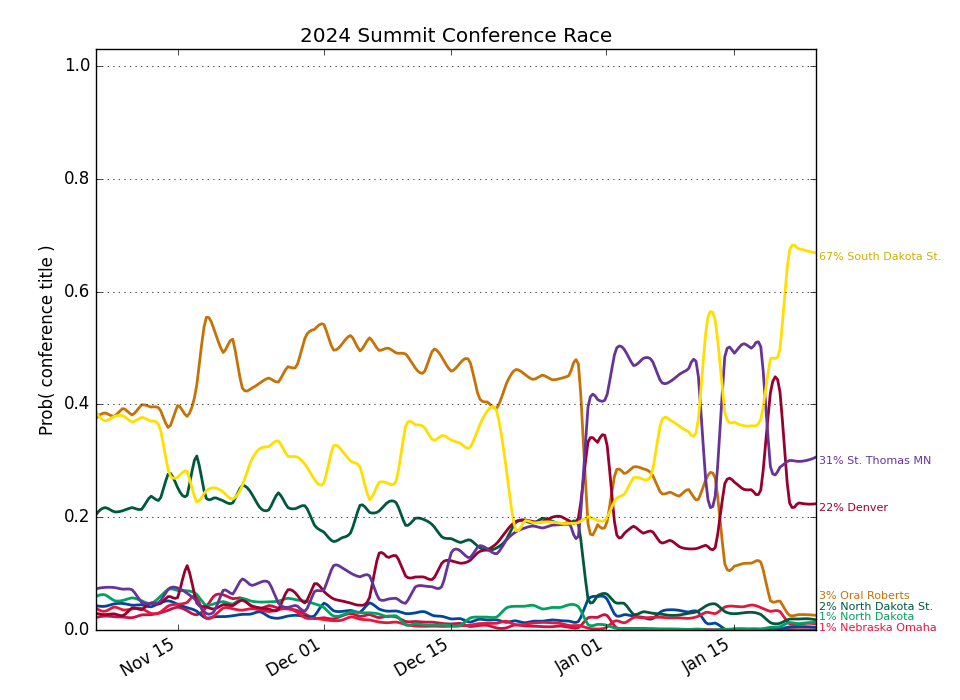 2024 Summit Conference Race
Prob( conference title )
1.0
0.8
0.6
0.4
0.2
0.0
Nov 15
Dec 01
Dec 15
Jan 01
Jan 15
67% South Dakota St.
31% St. Thomas MN
22% Denver
3% Oral Roberts
2% North Dakota St.
1% North Dakota
1% Nebraska Omaha